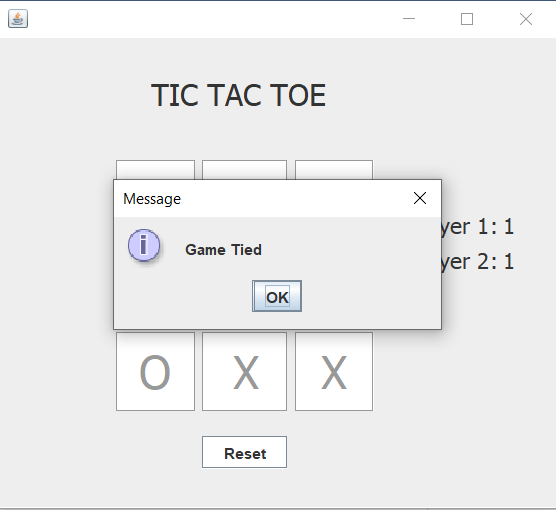 TIC TAC TOE
Message
yer 1: 1
i
Game Tied
yer 2: 1
OK
O X X
Reset